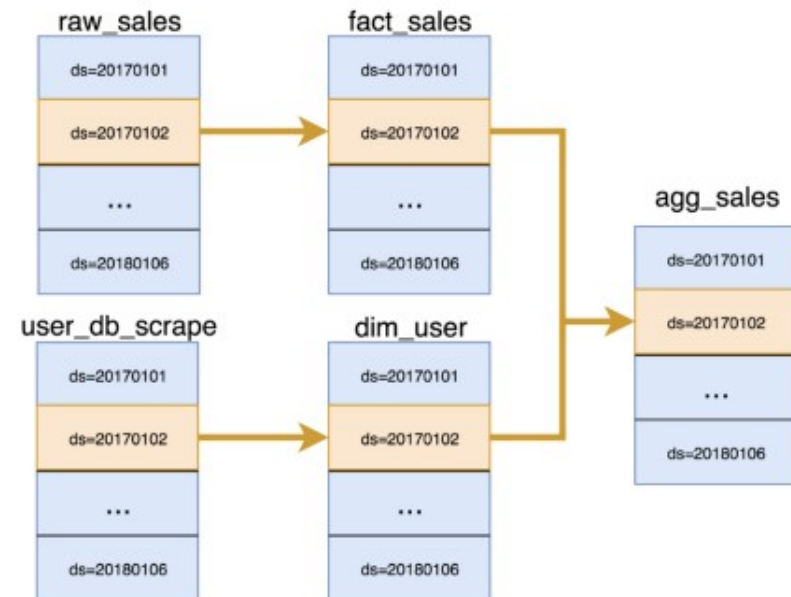 raw_sales
ds=20170101
ds=20170102
...
ds=20180106
fact_sales
ds=20170101
ds=20170102
...
ds=20180106
user_db_scrape
ds=20170101
ds=20170102
...
ds=20180106
dim_user
ds=20170101
ds=20170102
...
ds=20180106
agg_sales
ds=20170101
ds=20170102
...
ds=20180106